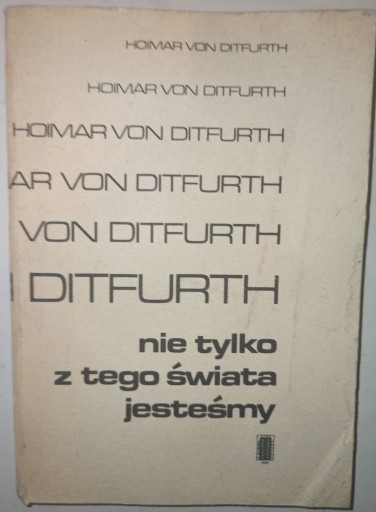 HOIMAR VON DITFURTH
HOIMAR VON DITFURTH
HOIMAR VON DITFURTH
AR VON DITFURTH
VON DITFURTH
DITFURTH
nie tylko
z tego świata
jesteśmy